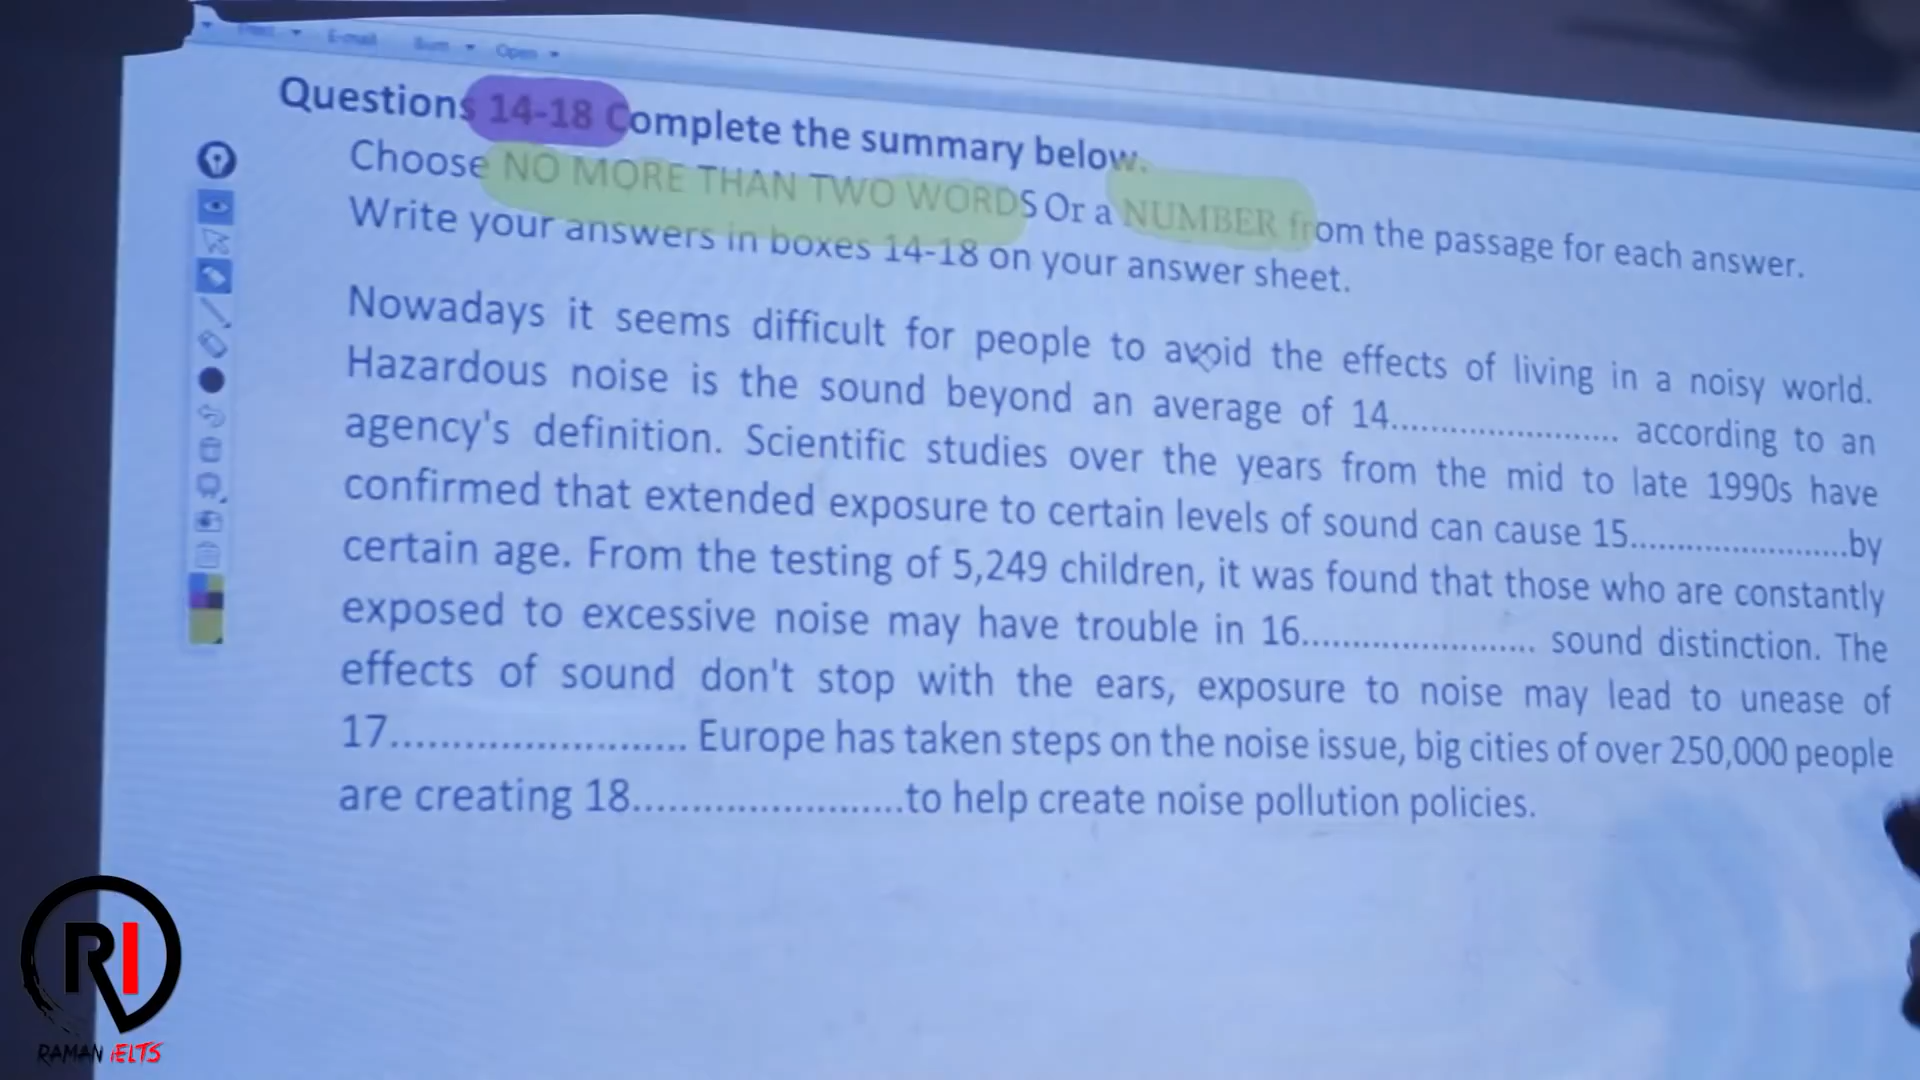 Print E-mail Burn Open
Questions 14-18 Complete the summary below.
Choose NO MORE THAN TWO WORDS Or a NUMBER from the passage for each answer.
Write your answers in boxes 14-18 on your answer sheet.
Nowadays it seems difficult for people to avoid the effects of living in a noisy world.
Hazardous noise is the sound beyond an average of 14........................ according to an
agency's definition. Scientific studies over the years from the mid to late 1990s have
confirmed that extended exposure to certain levels of sound can cause 15........................by
certain age. From the testing of 5,249 children, it was found that those who are constantly
exposed to excessive noise may have trouble in 16........................ sound distinction. The
effects of sound don't stop with the ears, exposure to noise may lead to unease of
17........................ Europe has taken steps on the noise issue, big cities of over 250,000 people
are creating 18........................to help create noise pollution policies.
RI
RAMAN IELTS